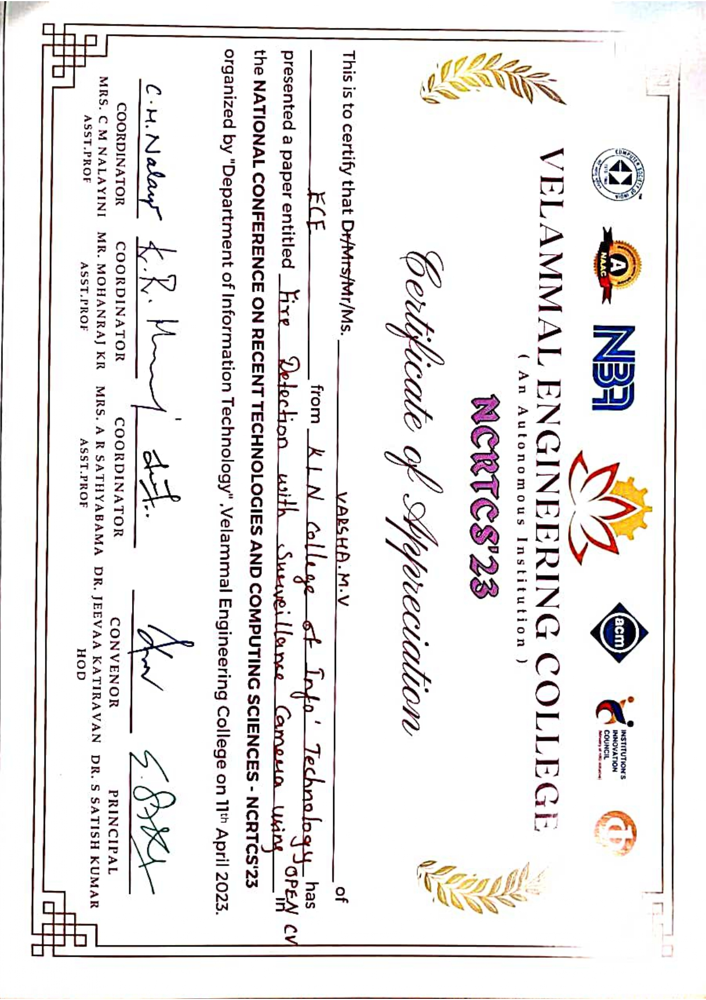 COMPUTER SOCIETY OF INDIA
A
NAAC
NBA
acm
INSTITUTION'S
INNOVATION
COUNCIL
VELAMMAL ENGINEERING COLLEGE
( An Autonomous Institution )
NCRTCS'23
Certificate of Appreciation
This is to certify that Dr/Mrs/Mr/Ms. VARSHA.M.V of
ECE from KLN College of Info' Technology has
presented a paper entitled Fire Detection with Surveillance Camera using OPEN CV in
the NATIONAL CONFERENCE ON RECENT TECHNOLOGIES AND COMPUTING SCIENCES - NCRTCS'23
organized by "Department of Information Technology" ,Velammal Engineering College on 11th April 2023.
COORDINATOR COORDINATOR COORDINATOR CONVENOR PRINCIPAL
MRS. C M NALAYINI MR. MOHANRAJ KR MRS. A R SATHYABAMA DR. JEEVAA KATIRAVAN DR. S SATISH KUMAR
ASST.PROF ASST.PROF ASST.PROF HOD